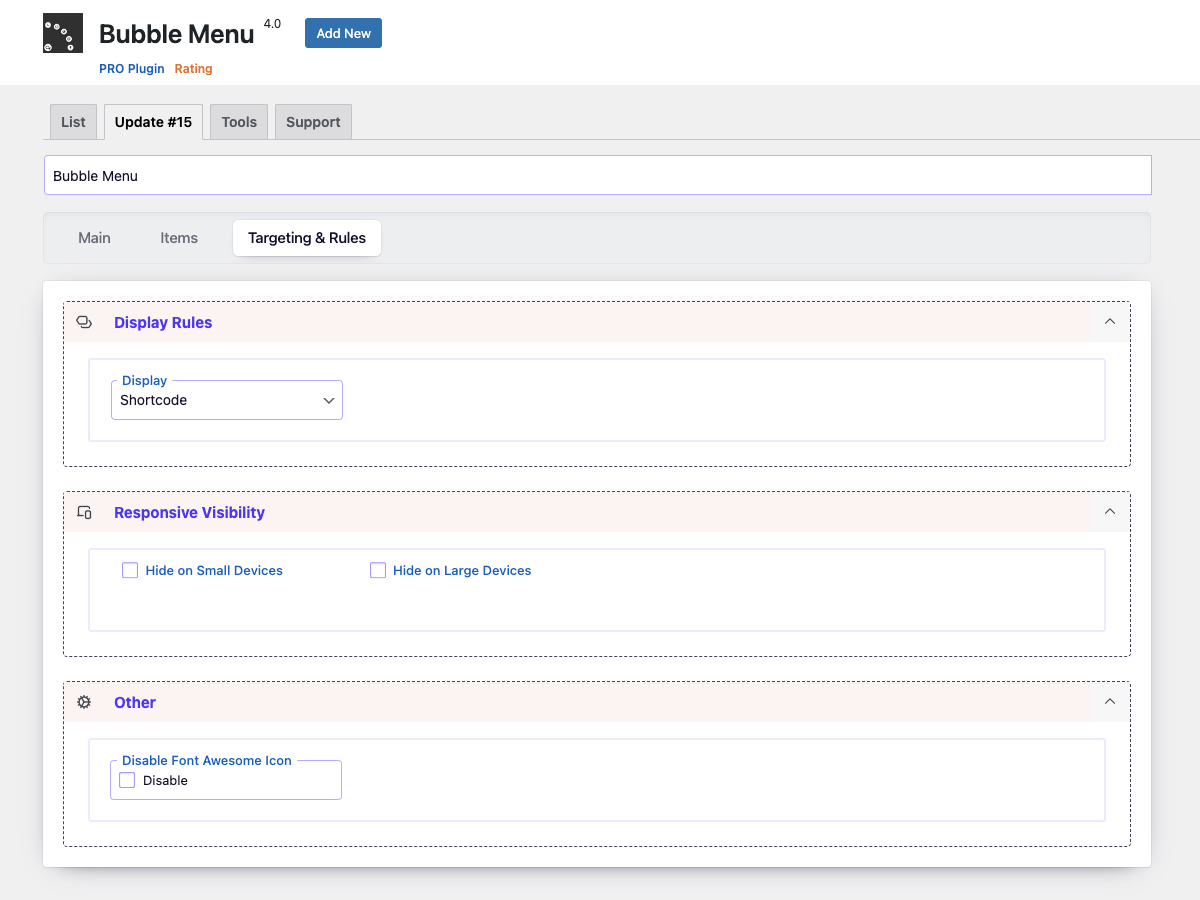 Bubble Menu 4.0 Add New
PRO Plugin Rating
List Update #15 Tools Support
Bubble Menu
Main Items Targeting & Rules
Display Rules
Display
Shortcode
Responsive Visibility
Hide on Small Devices Hide on Large Devices
Other
Disable Font Awesome Icon
Disable